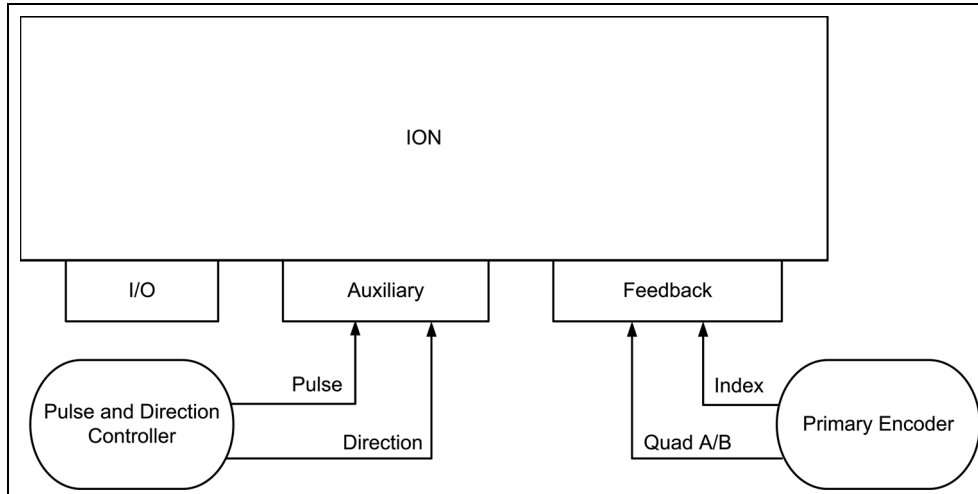 ION
I/O
Auxiliary
Feedback
Pulse
Index
Pulse and Direction
Controller
Primary Encoder
Direction
Quad A/B